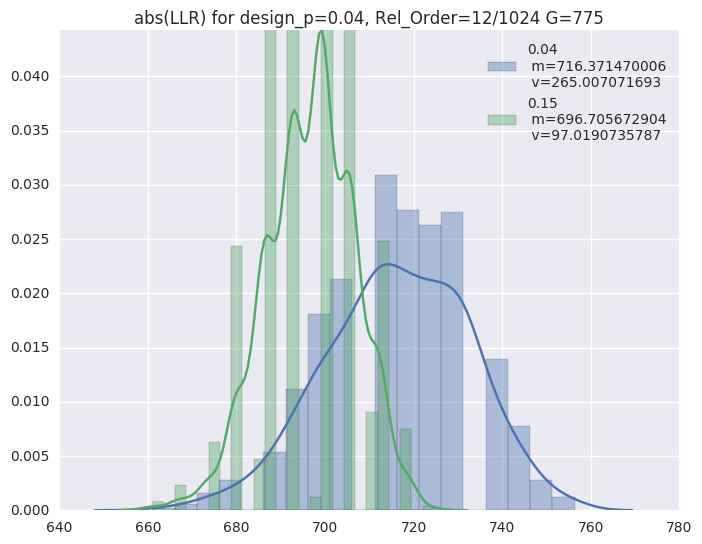 abs(LLR) for design_p=0.04, Rel_Order=12/1024 G=775
0.04
m=716.371470006
v=265.007071693
0.15
m=696.705672904
v=97.0190735787
0.040
0.035
0.030
0.025
0.020
0.015
0.010
0.005
0.000
640 660 680 700 720 740 760 780